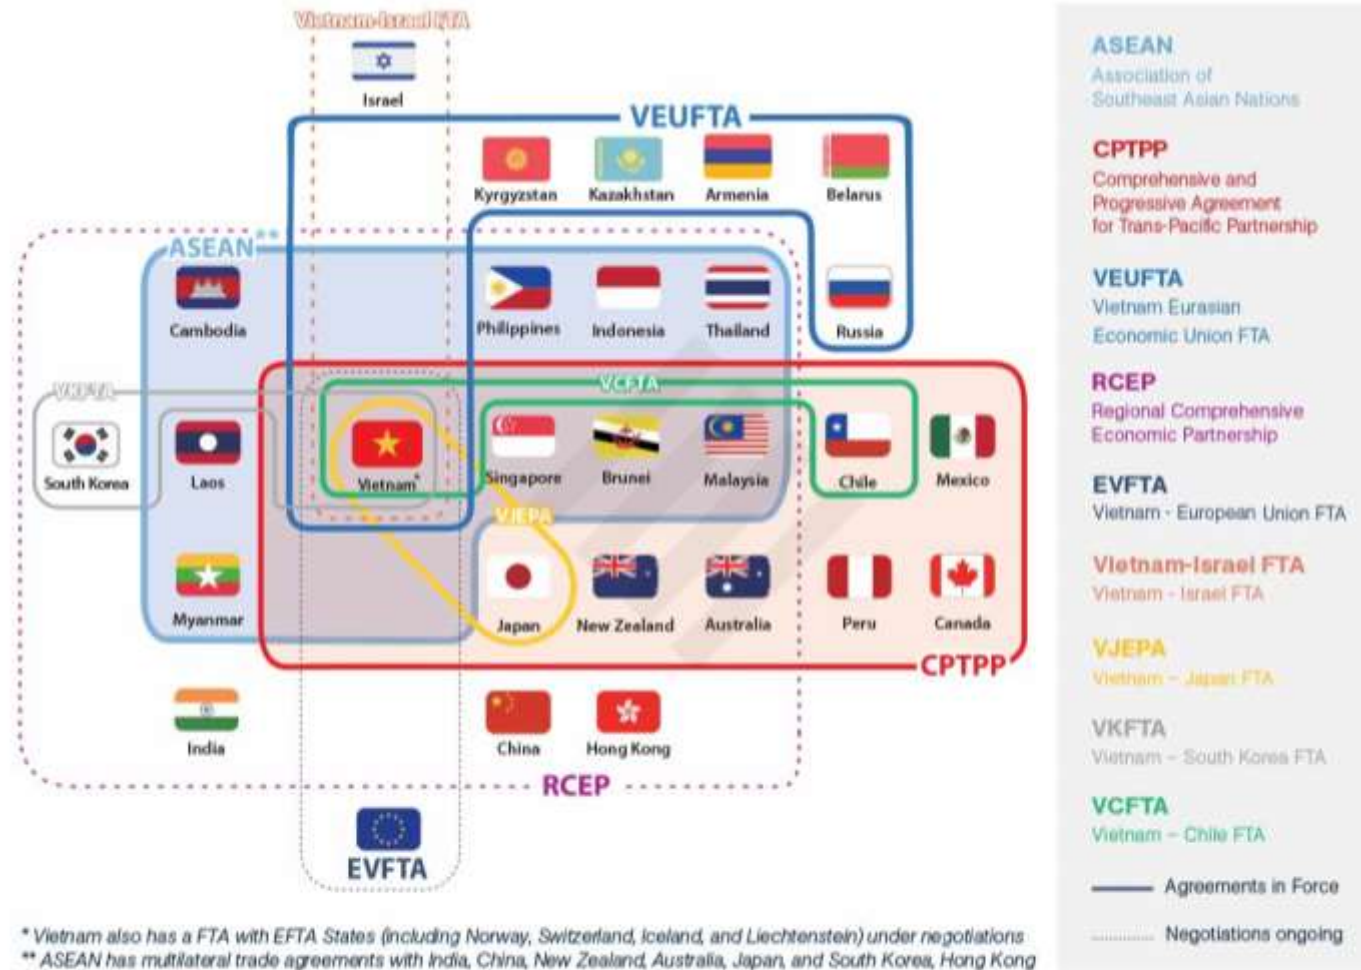 Vietnam-Israel FTA
Israel
VEUFTA
Kyrgyzstan Kazakhstan Armenia Belarus
ASEAN**
Cambodia Philippines Indonesia Thailand Russia
VKFTA VCFTA
South Korea Laos Vietnam* Singapore Brunei Malaysia Chile Mexico
VJEPA
Myanmar Japan New Zealand Australia Peru Canada
CPTPP
India China Hong Kong
RCEP
EVFTA
* Vietnam also has a FTA with EFTA States (including Norway, Switzerland, Iceland, and Liechtenstein) under negotiations
** ASEAN has multilateral trade agreements with India, China, New Zealand, Australia, Japan, and South Korea, Hong Kong
ASEAN
Association of
Southeast Asian Nations
CPTPP
Comprehensive and
Progressive Agreement
for Trans-Pacific Partnership
VEUFTA
Vietnam Eurasian
Economic Union FTA
RCEP
Regional Comprehensive
Economic Partnership
EVFTA
Vietnam - European Union FTA
Vietnam-Israel FTA
Vietnam - Israel FTA
VJEPA
Vietnam – Japan FTA
VKFTA
Vietnam – South Korea FTA
VCFTA
Vietnam – Chile FTA
Agreements in Force
Negotiations ongoing